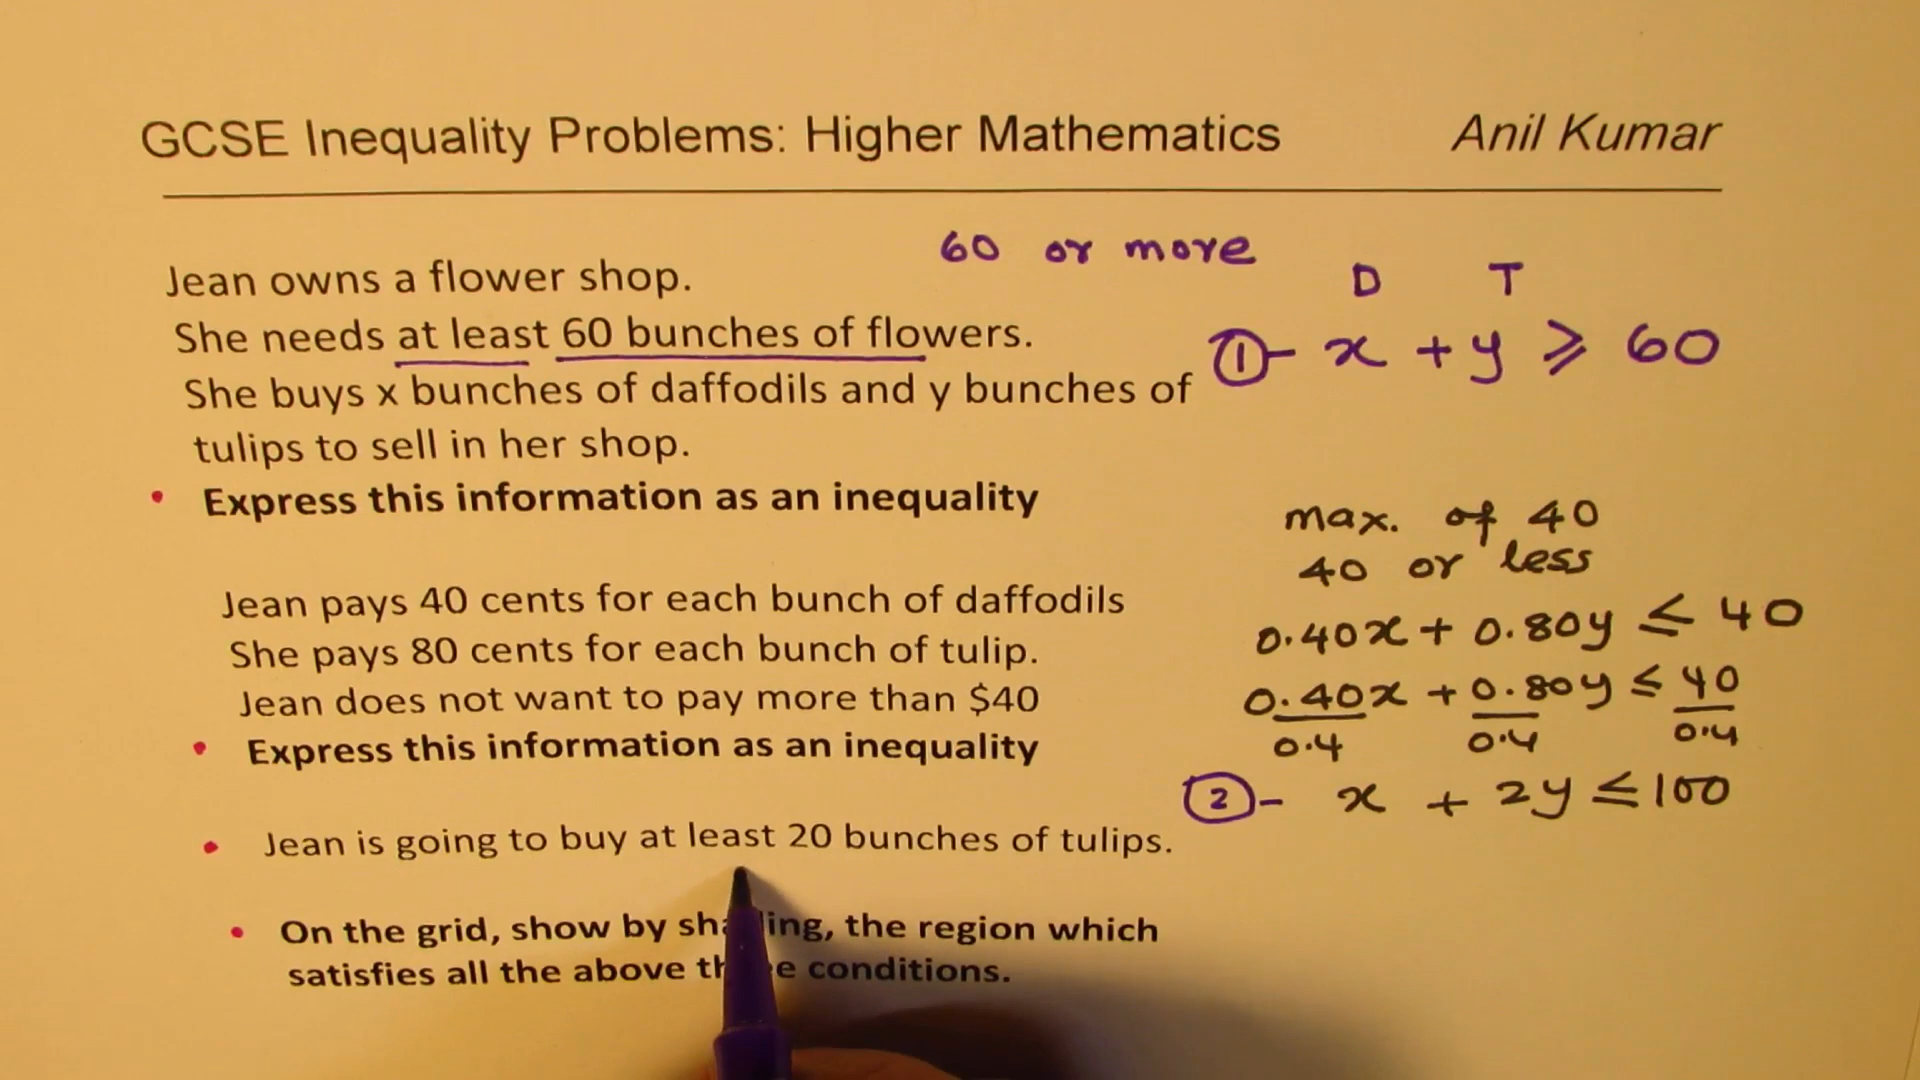 GCSE Inequality Problems: Higher Mathematics Anil Kumar
60 or more
Jean owns a flower shop.
D T
She needs at least 60 bunches of flowers.
①- x + y ⩾ 60
She buys x bunches of daffodils and y bunches of
tulips to sell in her shop.
• Express this information as an inequality
max. of 40
40 or less
Jean pays 40 cents for each bunch of daffodils
0.40x + 0.80y ≤ 40
She pays 80 cents for each bunch of tulip.
Jean does not want to pay more than $40
0.40x + 0.80y ≤ 40
0.4 0.4 0.4
• Express this information as an inequality
②- x + 2y ≤ 100
• Jean is going to buy at least 20 bunches of tulips.
• On the grid, show by ing, the region which
satisfies all the above conditions.